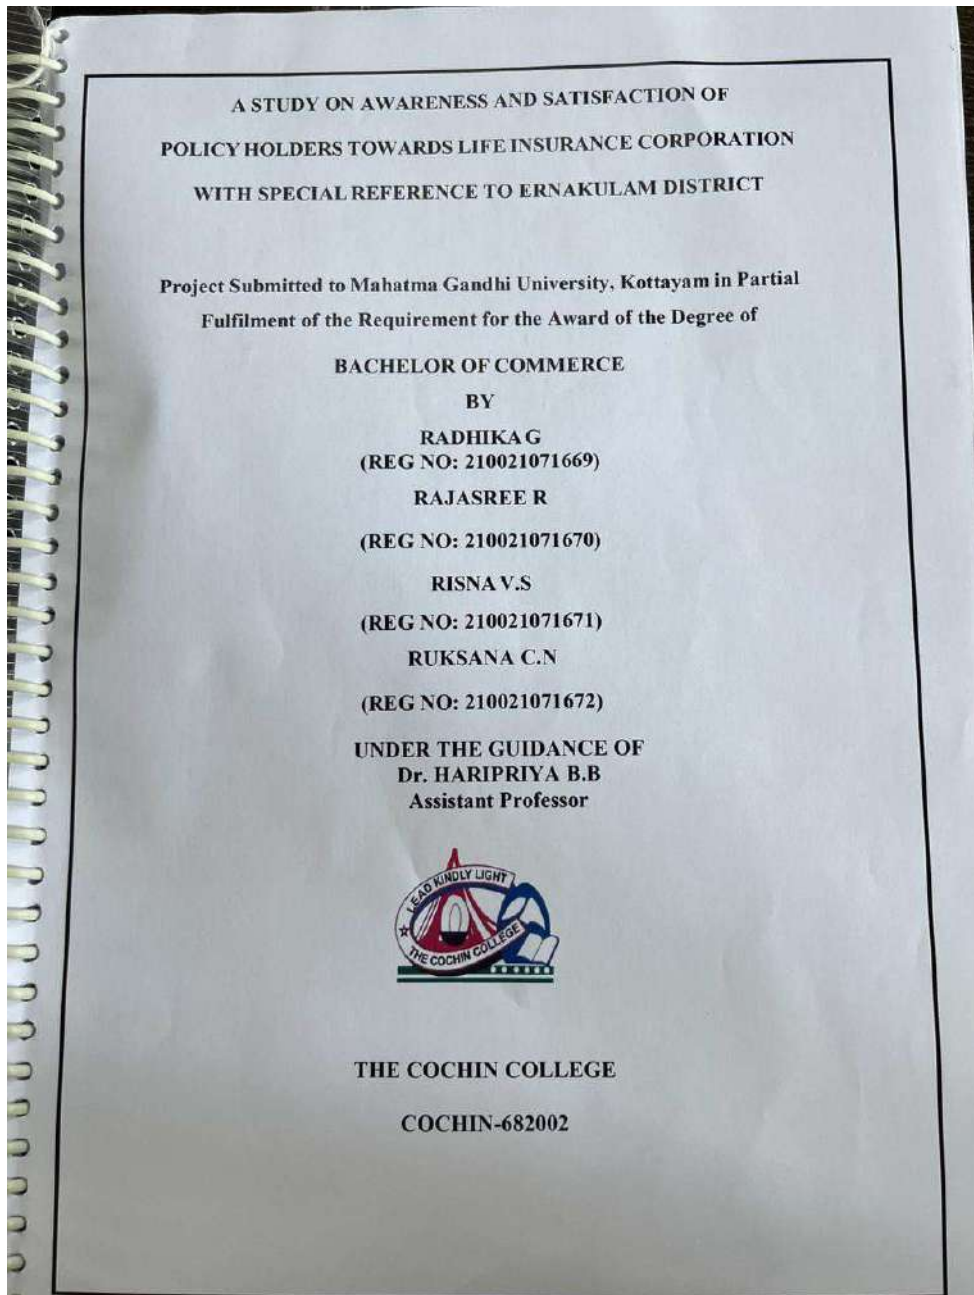 A STUDY ON AWARENESS AND SATISFACTION OF
POLICY HOLDERS TOWARDS LIFE INSURANCE CORPORATION
WITH SPECIAL REFERENCE TO ERNAKULAM DISTRICT
Project Submitted to Mahatma Gandhi University, Kottayam in Partial
Fulfilment of the Requirement for the Award of the Degree of
BACHELOR OF COMMERCE
BY
RADHIKA G
(REG NO: 210021071669)
RAJASREE R
(REG NO: 210021071670)
RISNA V.S
(REG NO: 210021071671)
RUKSANA C.N
(REG NO: 210021071672)
UNDER THE GUIDANCE OF
Dr. HARIPRIYA B.B
Assistant Professor
LEAD KINDLY LIGHT
THE COCHIN COLLEGE
THE COCHIN COLLEGE
COCHIN-682002